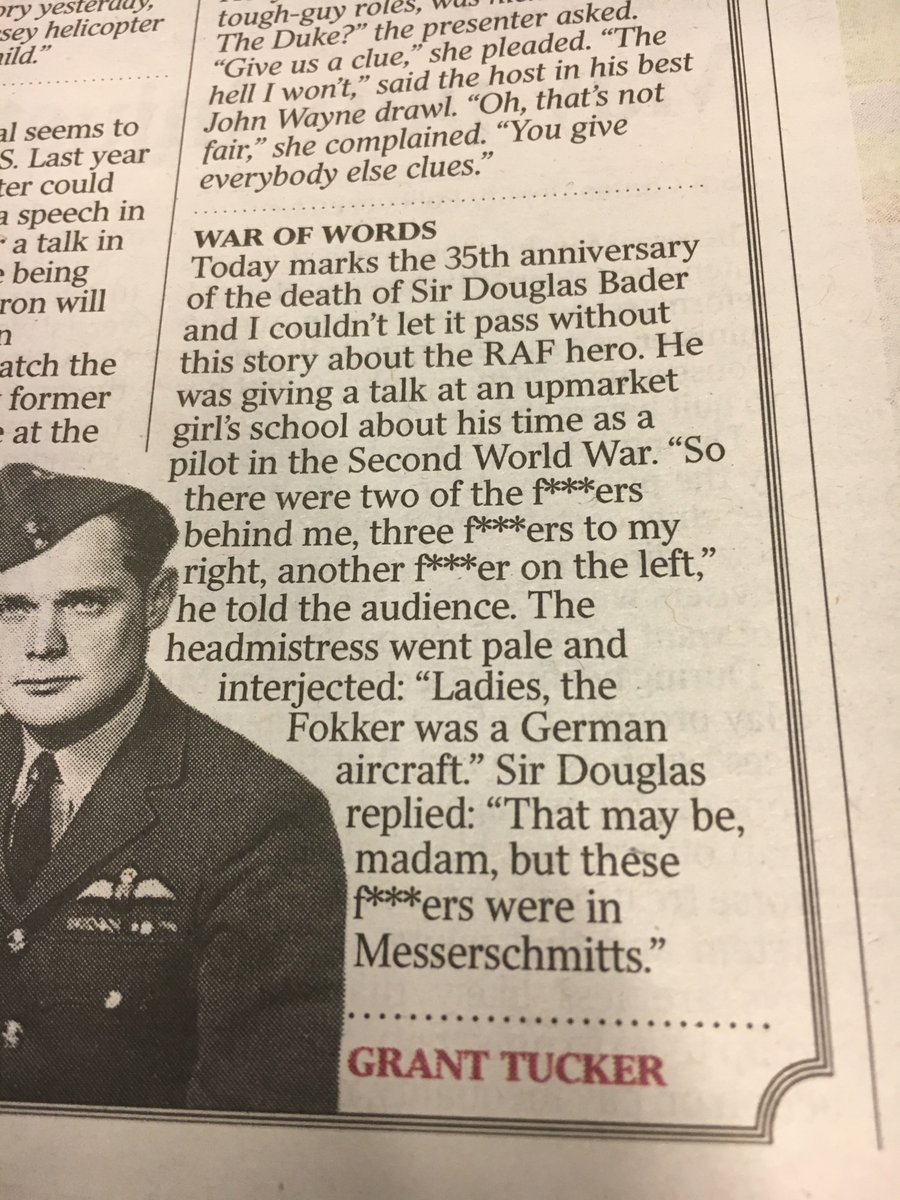 ory yesterday,
sey helicopter
ild."
al seems to
S. Last year
ter could
a speech in
r a talk in
e being
ron will
n
atch the
former
e at the
tough-guy roles, was
The Duke?" the presenter asked.
"Give us a clue," she pleaded. "The
hell I won't," said the host in his best
John Wayne drawl. "Oh, that's not
fair," she complained. "You give
everybody else clues."
WAR OF WORDS
Today marks the 35th anniversary
of the death of Sir Douglas Bader
and I couldn't let it pass without
this story about the RAF hero. He
was giving a talk at an upmarket
girl's school about his time as a
pilot in the Second World War. "So
there were two of the f***ers
behind me, three f***ers to my
right, another f***er on the left,"
he told the audience. The
headmistress went pale and
interjected: "Ladies, the
Fokker was a German
aircraft." Sir Douglas
replied: "That may be,
madam, but these
f***ers were in
Messerschmitts."
GRANT TUCKER